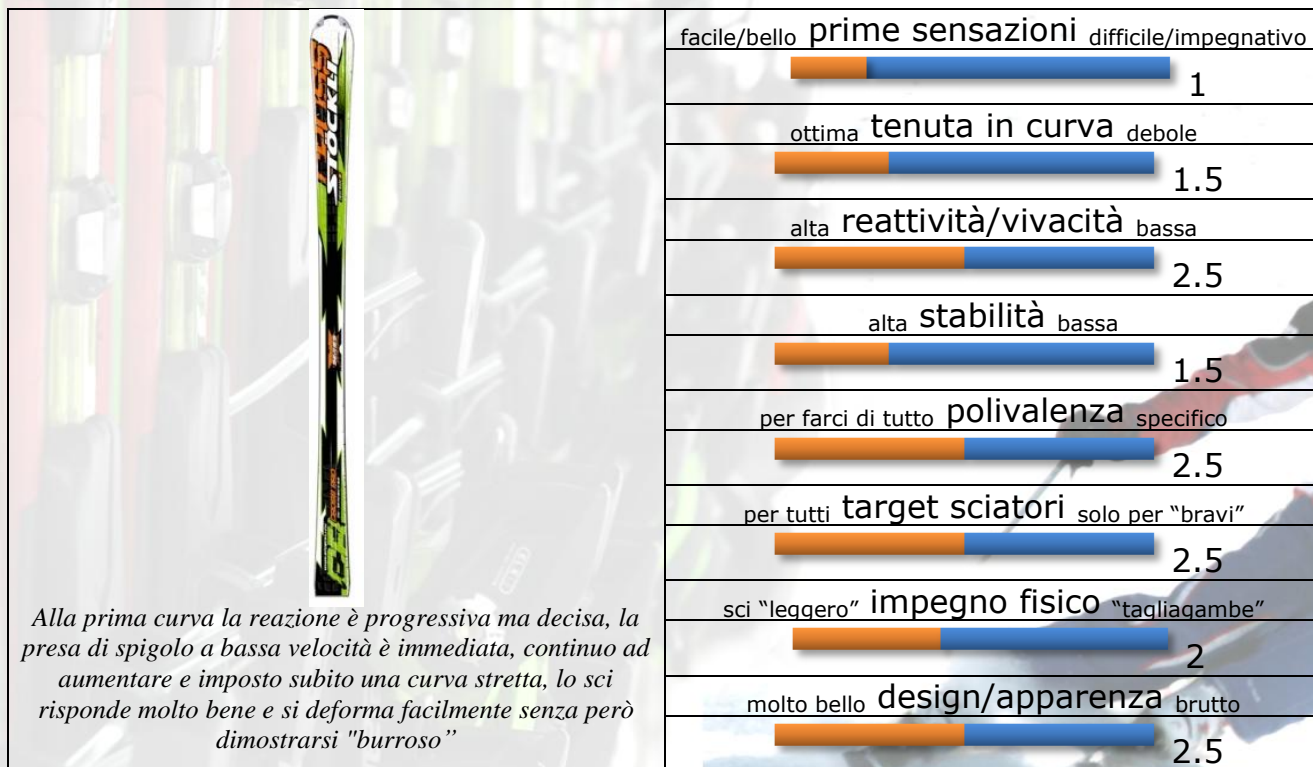 STÖCKLI
Alla prima curva la reazione è progressiva ma decisa, la
presa di spigolo a bassa velocità è immediata, continuo ad
aumentare e imposto subito una curva stretta, lo sci
risponde molto bene e si deforma facilmente senza però
dimostrarsi "burroso”
facile/bello prime sensazioni difficile/impegnativo
1
ottima tenuta in curva debole
1.5
alta reattività/vivacità bassa
2.5
alta stabilità bassa
1.5
per farci di tutto polivalenza specifico
2.5
per tutti target sciatori solo per “bravi”
2.5
sci “leggero” impegno fisico “tagliagambe”
2
molto bello design/apparenza brutto
2.5